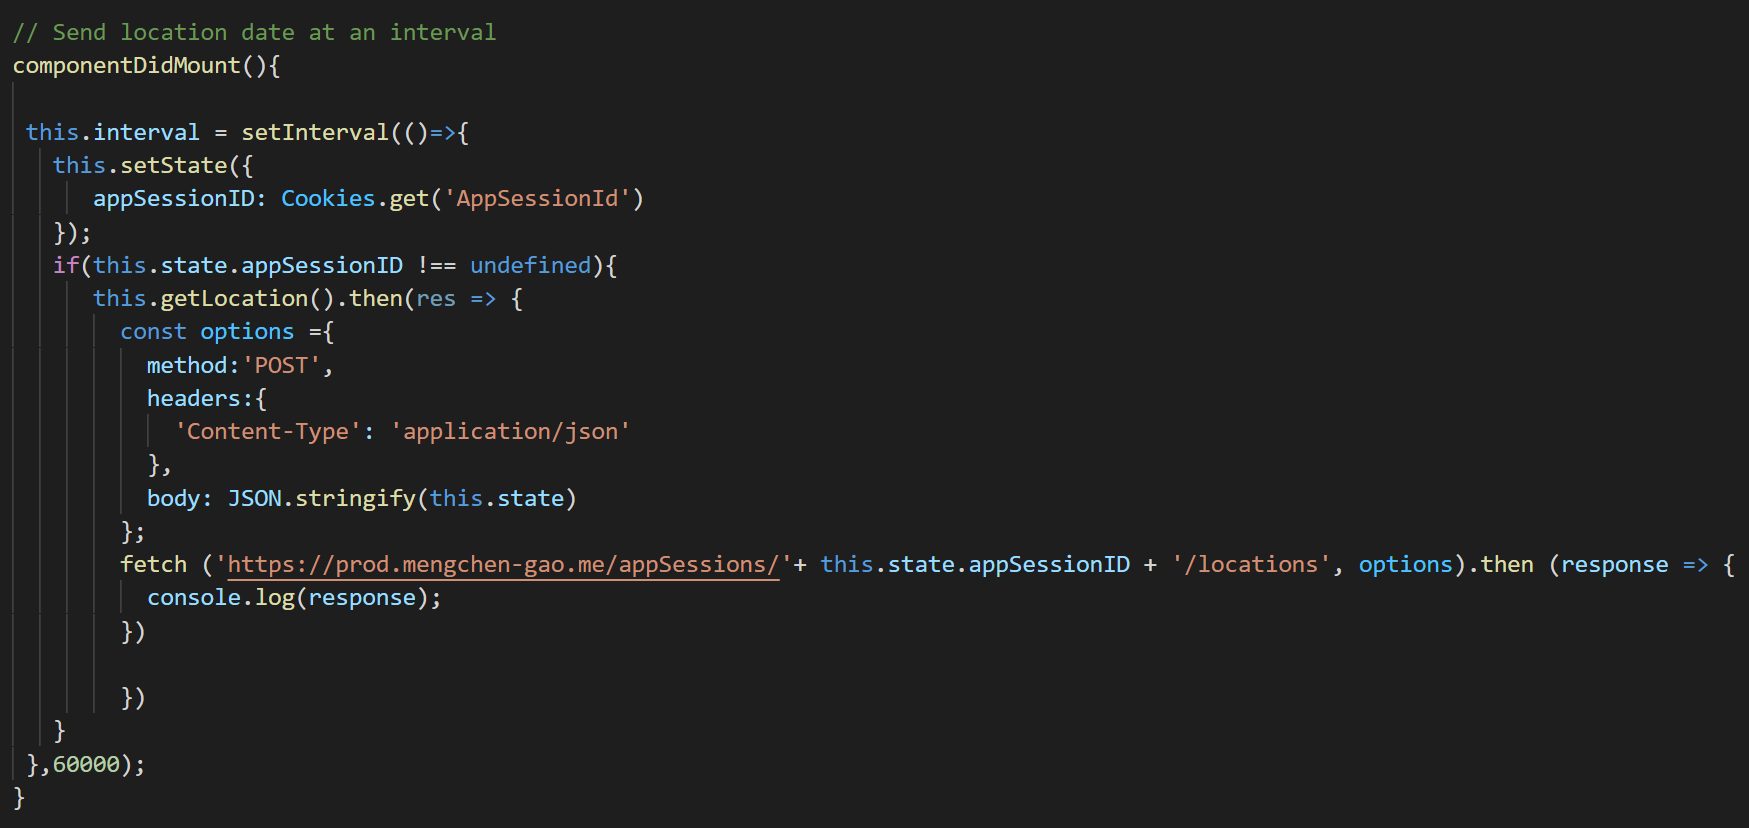 // Send location date at an interval
componentDidMount(){
this.interval = setInterval(()=>{
this.setState({
appSessionID: Cookies.get('AppSessionId')
});
if(this.state.appSessionID !== undefined){
this.getLocation().then(res => {
const options ={
method:'POST',
headers:{
'Content-Type': 'application/json'
},
body: JSON.stringify(this.state)
};
fetch ('https://prod.mengchen-gao.me/appSessions/'+ this.state.appSessionID + '/locations', options).then (response => {
console.log(response);
})
})
}
},60000);
}